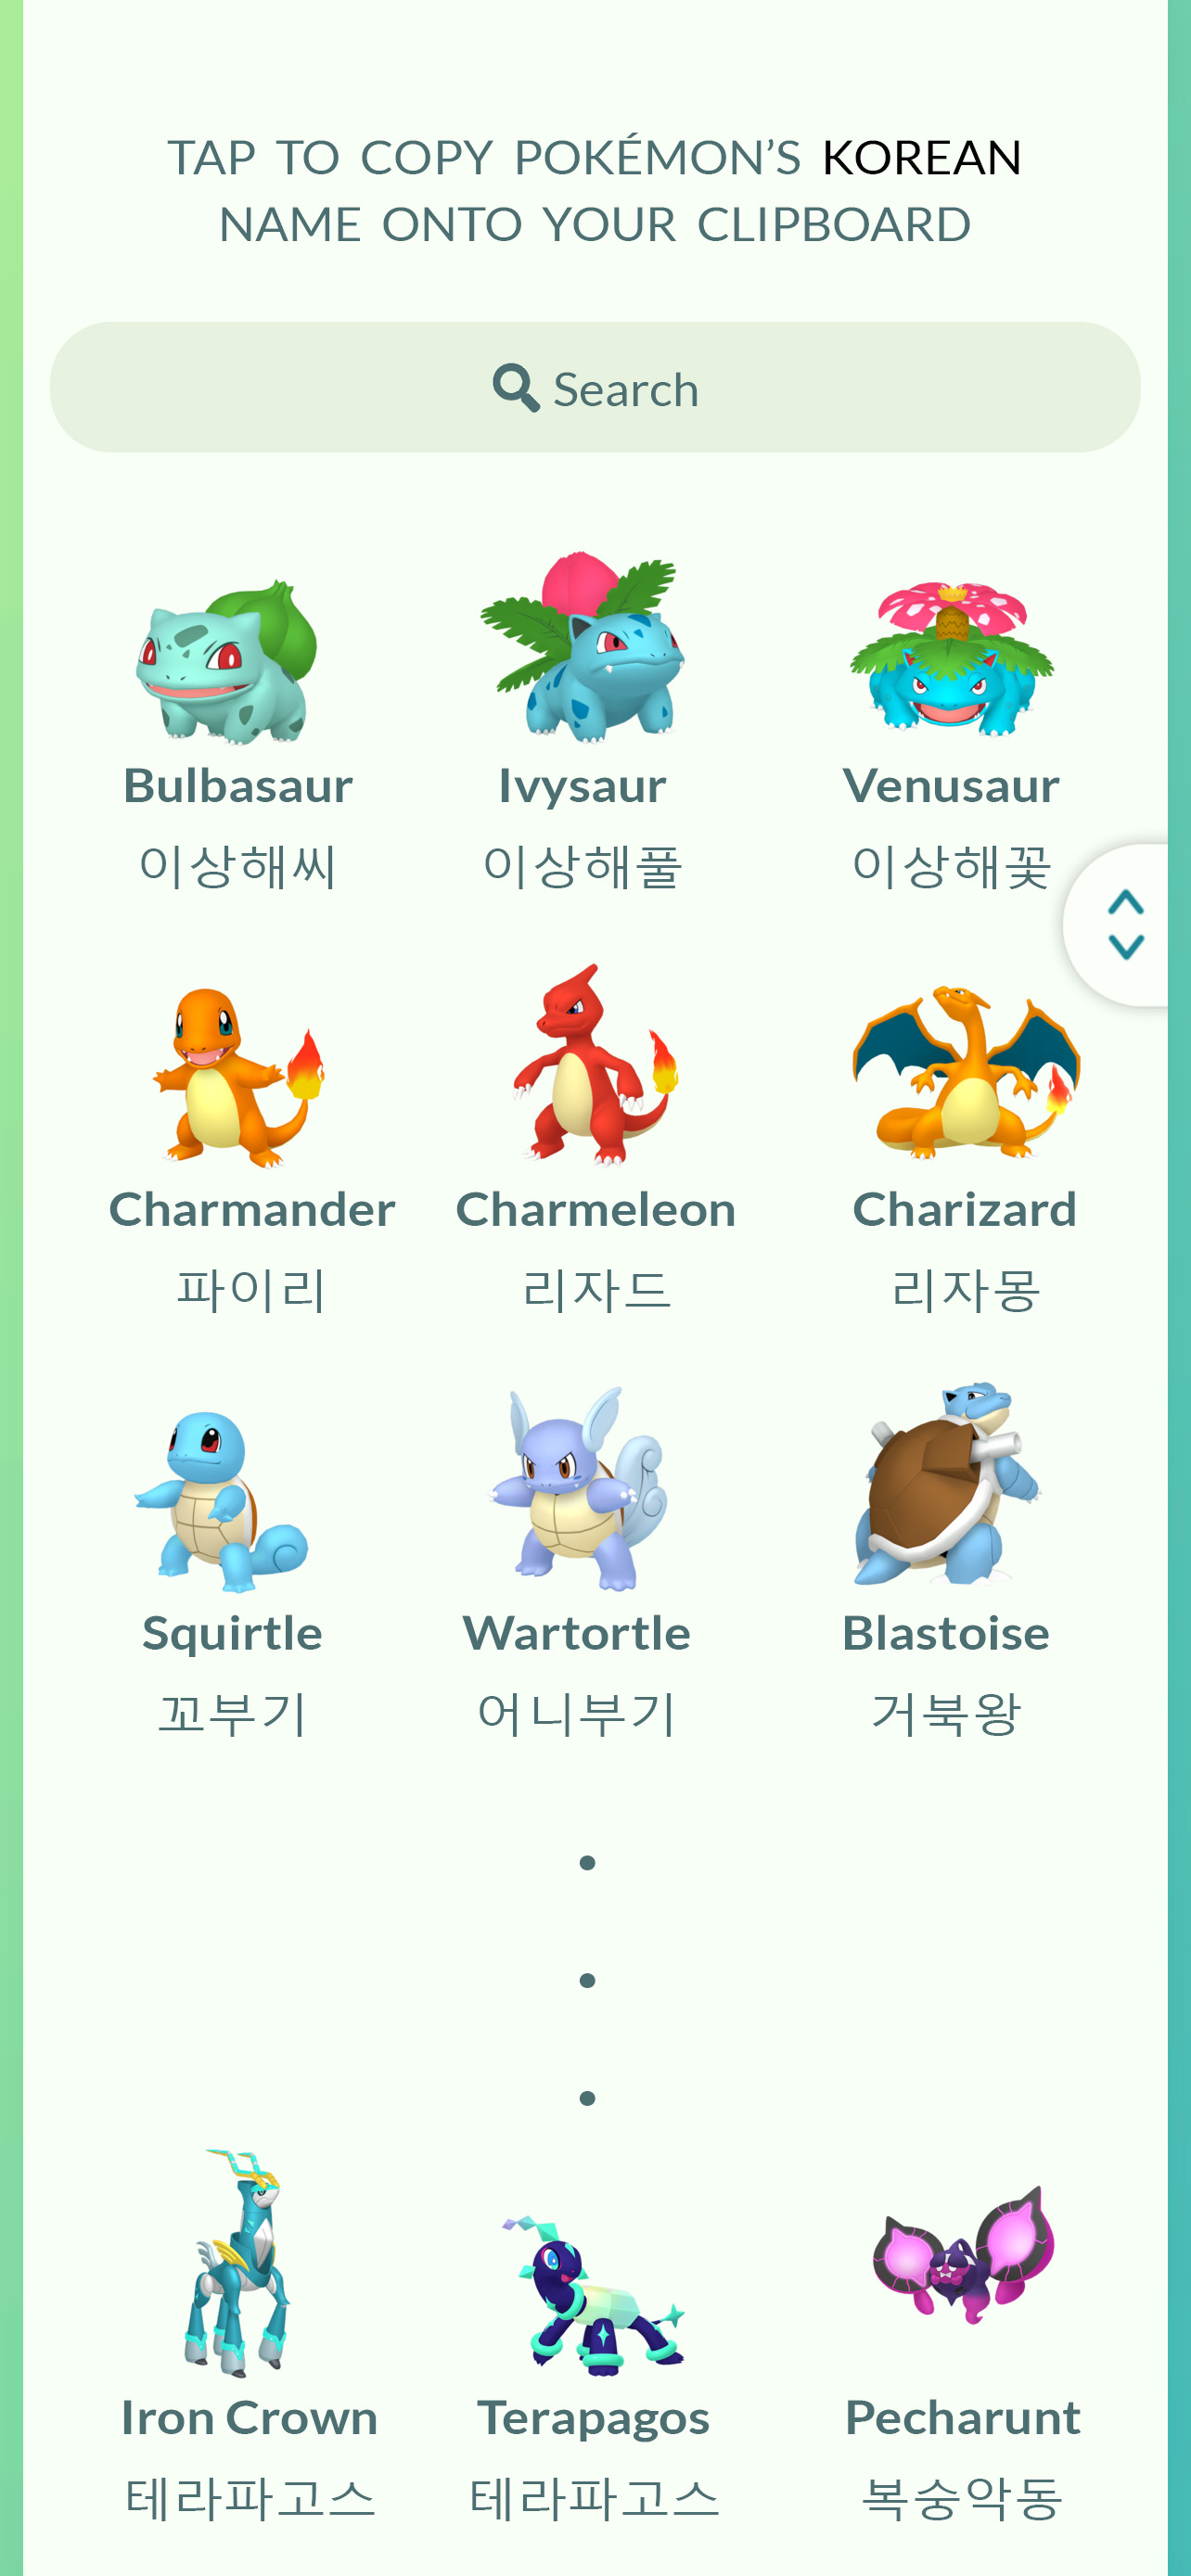 TAP TO COPY POKÉMON’S KOREAN
NAME ONTO YOUR CLIPBOARD
Search
Bulbasaur Ivysaur Venusaur
이상해씨 이상해풀 이상해꽃
Charmander Charmeleon Charizard
파이리 리자드 리자몽
Squirtle Wartortle Blastoise
꼬부기 어니부기 거북왕
Iron Crown Terapagos Pecharunt
테라파고스 테라파고스 복숭악동